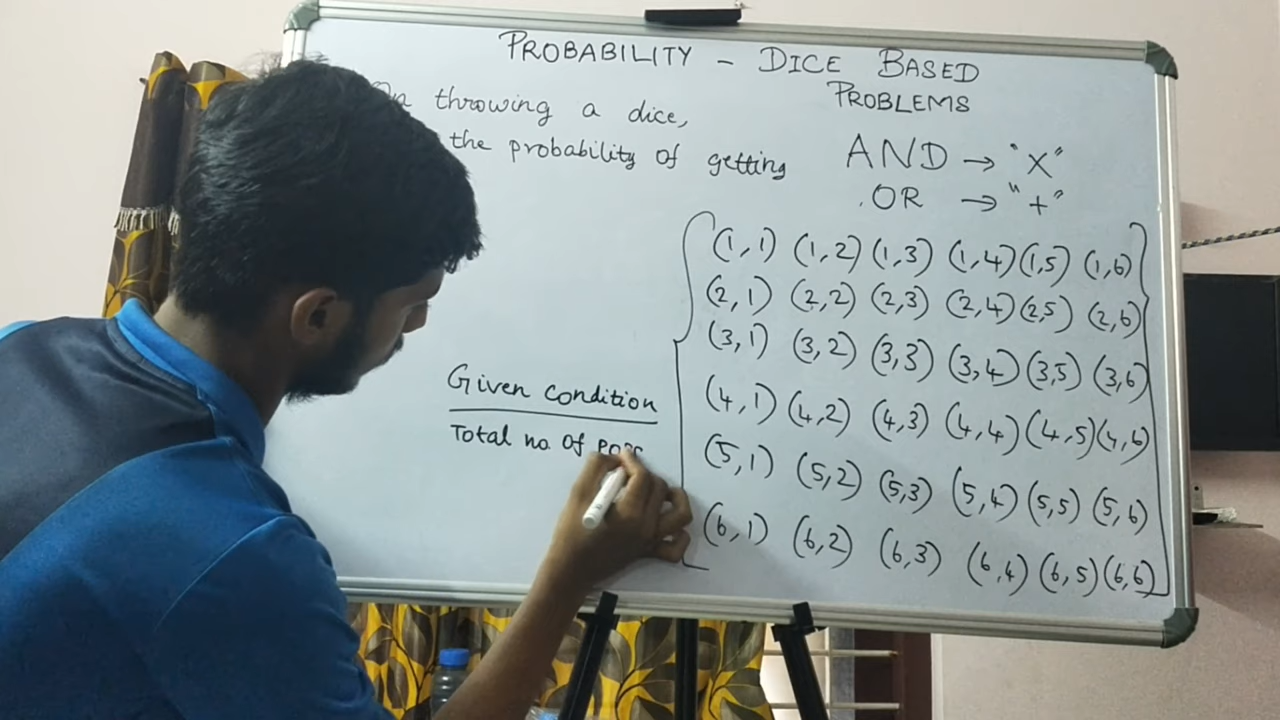 PROBABILITY - DICE BASED
PROBLEMS
On throwing a dice,
the probability of getting
AND → "X"
OR → "+"
(1,1) (1,2) (1,3) (1,4) (1,5) (1,6)
(2,1) (2,2) (2,3) (2,4) (2,5) (2,6)
(3,1) (3,2) (3,3) (3,4) (3,5) (3,6)
(4,1) (4,2) (4,3) (4,4) (4,5) (4,6)
(5,1) (5,2) (5,3) (5,4) (5,5) (5,6)
(6,1) (6,2) (6,3) (6,4) (6,5) (6,6)
Given condition
Total no of